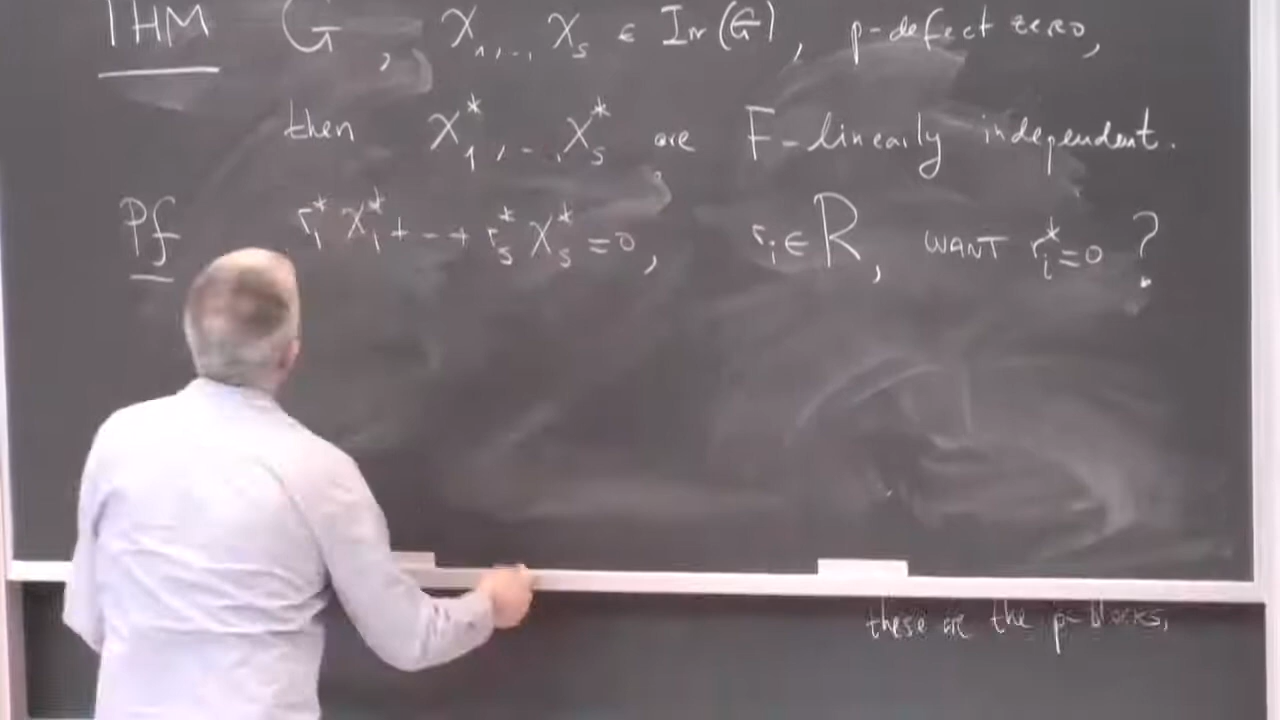 THM G, χ₁,..., χₛ ∈ Irr(G), p-defect zero,
then χ₁*,..., χₛ* are F-linearly independent.
Pf r₁* χ₁* + --- + rₛ* χₛ* = 0, rᵢ ∈ R, WANT rᵢ* = 0 ?
these are the p-blocks,